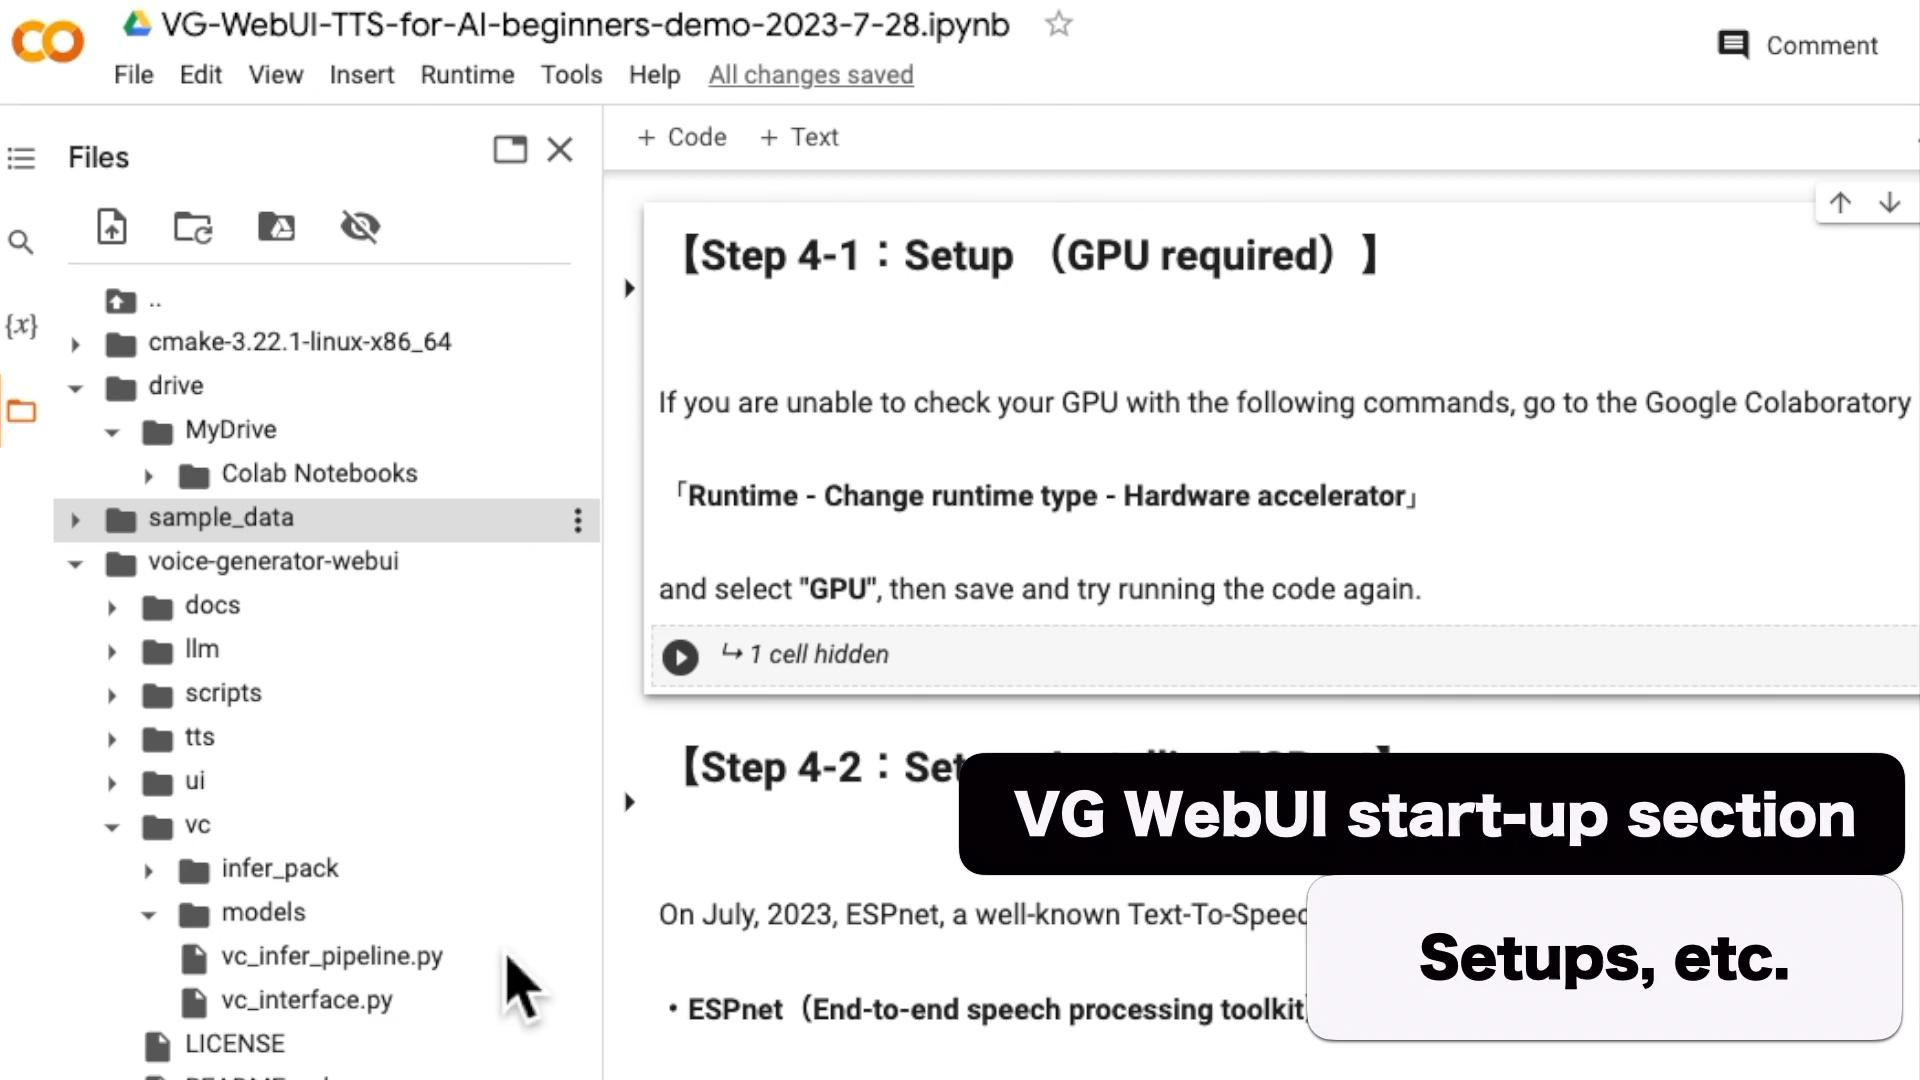 VG-WebUI-TTS-for-AI-beginners-demo-2023-7-28.ipynb
File Edit View Insert Runtime Tools Help All changes saved
Comment
Files
+ Code + Text
..
cmake-3.22.1-linux-x86_64
drive
MyDrive
Colab Notebooks
sample_data
voice-generator-webui
docs
llm
scripts
tts
ui
vc
infer_pack
models
vc_infer_pipeline.py
vc_interface.py
LICENSE
{x}
【Step 4-1：Setup （GPU required）】
If you are unable to check your GPU with the following commands, go to the Google Colaboratory
「Runtime - Change runtime type - Hardware accelerator」
and select "GPU", then save and try running the code again.
1 cell hidden
【Step 4-2：
VG WebUI start-up section
On July, 2023, ESPnet, a well-known
Setups, etc.
・ESPnet（End-to-end speech processing toolkit